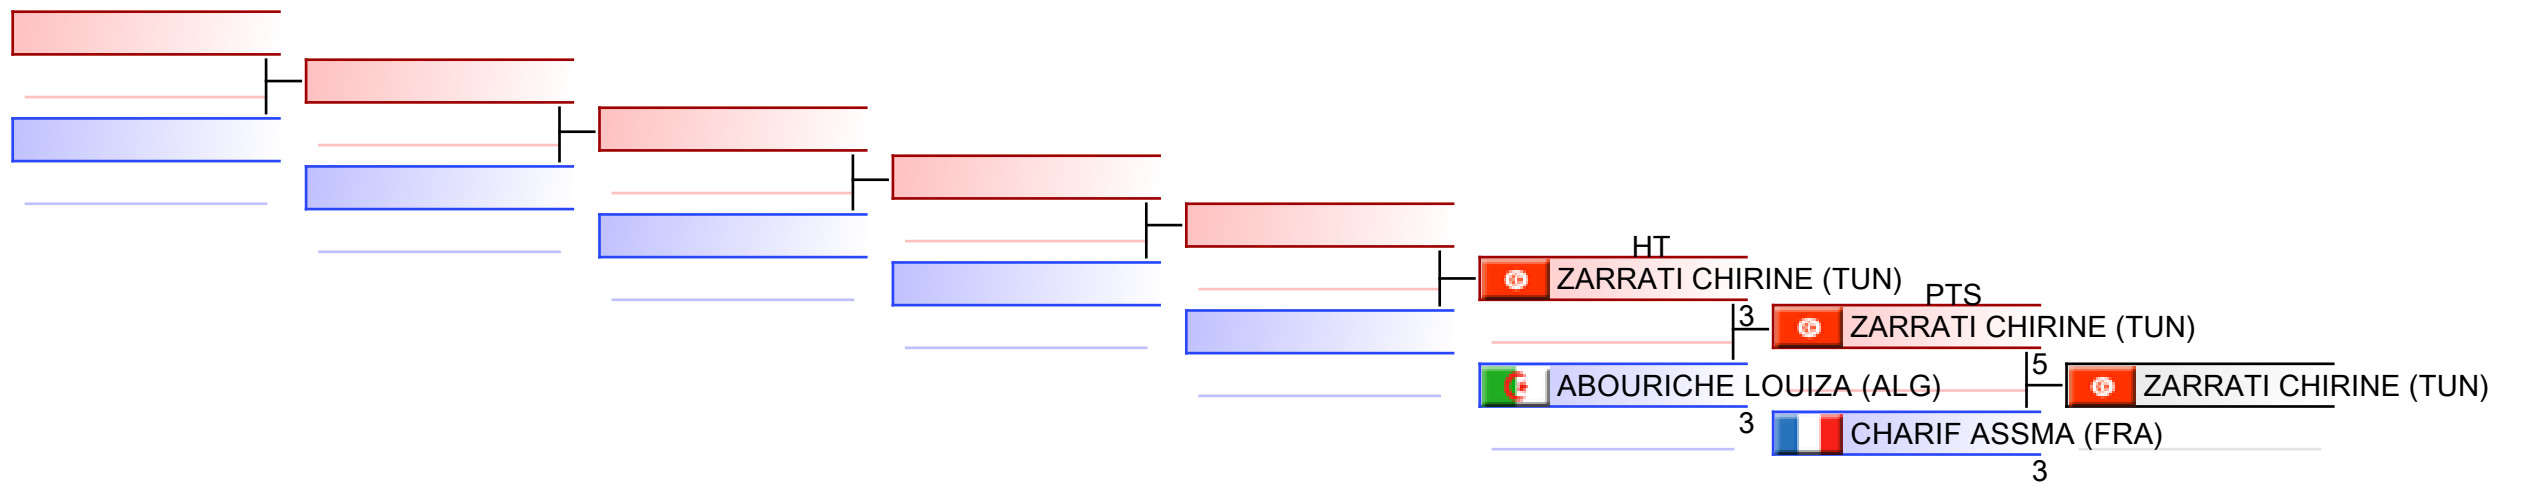 HT
ZARRATI CHIRINE (TUN)
3
ABOURICHE LOUIZA (ALG)
3
PTS
ZARRATI CHIRINE (TUN)
5
CHARIF ASSMA (FRA)
3
ZARRATI CHIRINE (TUN)